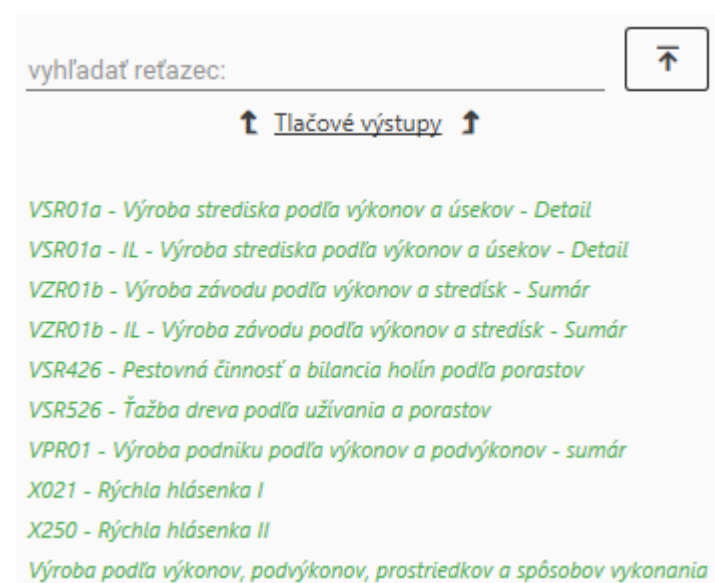 vyhľadať reťazec:
Tlačové výstupy
VSR01a - Výroba strediska podľa výkonov a úsekov - Detail
VSR01a - IL - Výroba strediska podľa výkonov a úsekov - Detail
VZR01b - Výroba závodu podľa výkonov a stredísk - Sumár
VZR01b - IL - Výroba závodu podľa výkonov a stredísk - Sumár
VSR426 - Pestovná činnosť a bilancia holín podľa porastov
VSR526 - Ťažba dreva podľa užívania a porastov
VPR01 - Výroba podniku podľa výkonov a podvýkonov - sumár
X021 - Rýchla hlásenka I
X250 - Rýchla hlásenka II
Výroba podľa výkonov, podvýkonov, prostriedkov a spôsobov vykonania